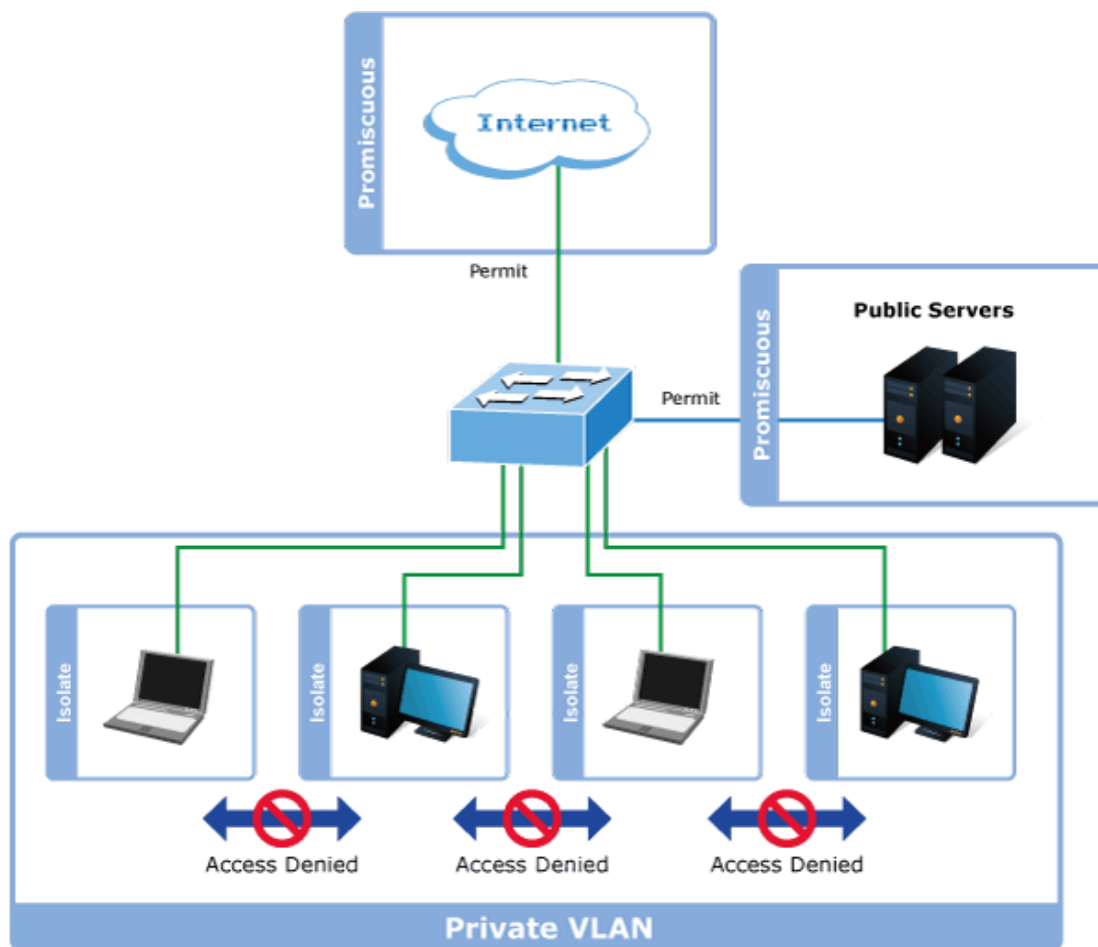 Promiscuous
Internet
Permit
Promiscuous
Public Servers
Permit
Isolate
Isolate
Isolate
Isolate
Access Denied
Access Denied
Access Denied
Private VLAN